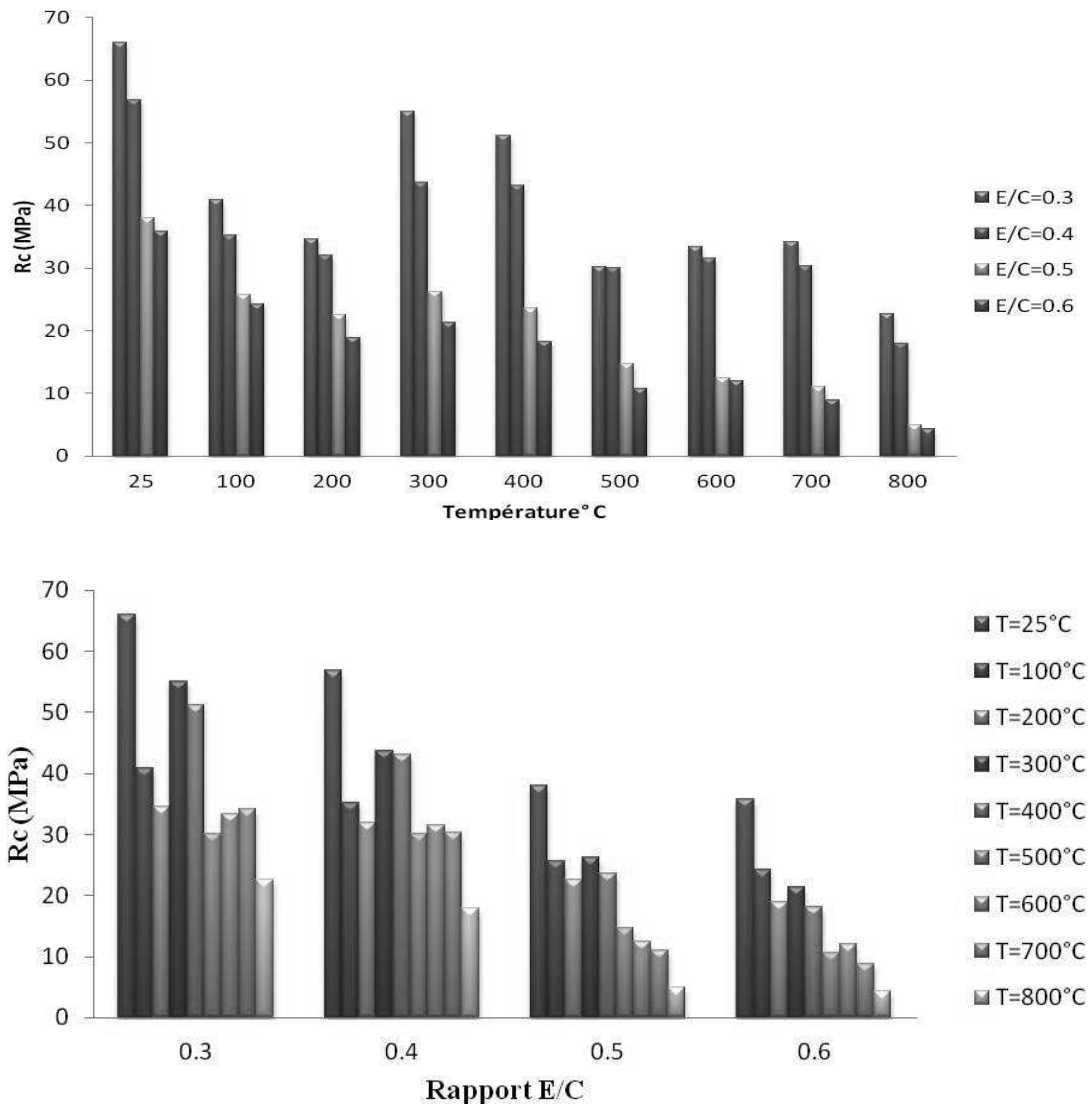 70
60
50
40
30
20
10
0
Rc (MPa)
25 100 200 300 400 500 600 700 800
Température° C
E/C=0.3
E/C=0.4
E/C=0.5
E/C=0.6
70
60
50
40
30
20
10
0
Rc (MPa)
0.3 0.4 0.5 0.6
Rapport E/C
T=25°C
T=100°C
T=200°C
T=300°C
T=400°C
T=500°C
T=600°C
T=700°C
T=800°C